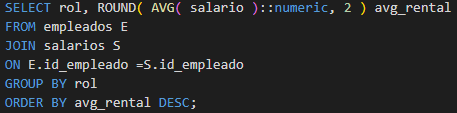 SELECT rol, ROUND( AVG( salario )::numeric, 2 ) avg_rental
FROM empleados E
JOIN salarios S
ON E.id_empleado =S.id_empleado
GROUP BY rol
ORDER BY avg_rental DESC;